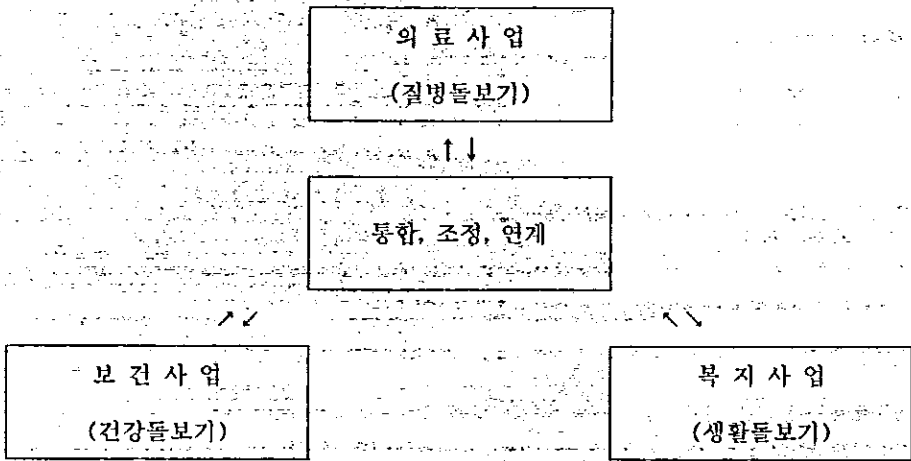 의 료 사 업
(질병돌보기)
↑ ↓
통합, 조정, 연계
↗ ↙ ↖ ↘
보 건 사 업
(건강돌보기)
복 지 사 업
(생활돌보기)